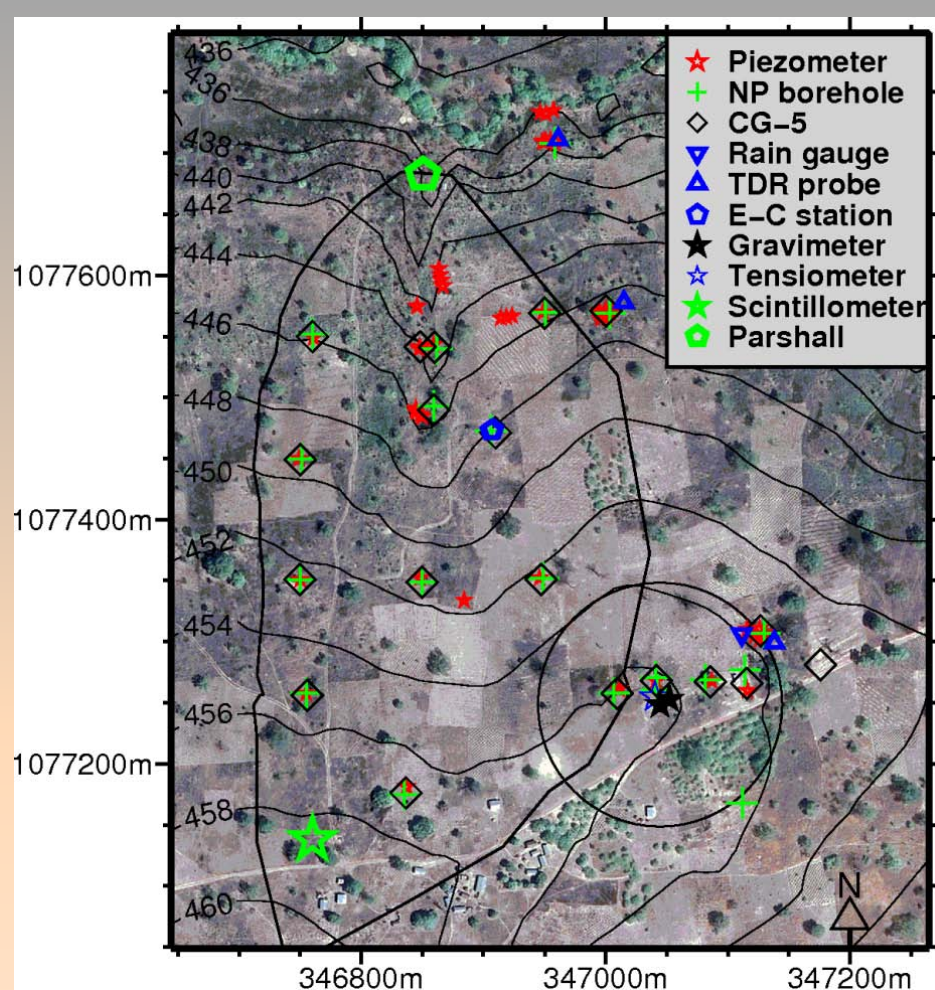 436
436
438
440
442
444
446
448
450
452
454
456
458
460
Piezometer
NP borehole
CG-5
Rain gauge
TDR probe
E-C station
Gravimeter
Tensiometer
Scintillometer
Parshall
1077600m
1077400m
1077200m
N
346800m 347000m 347200m